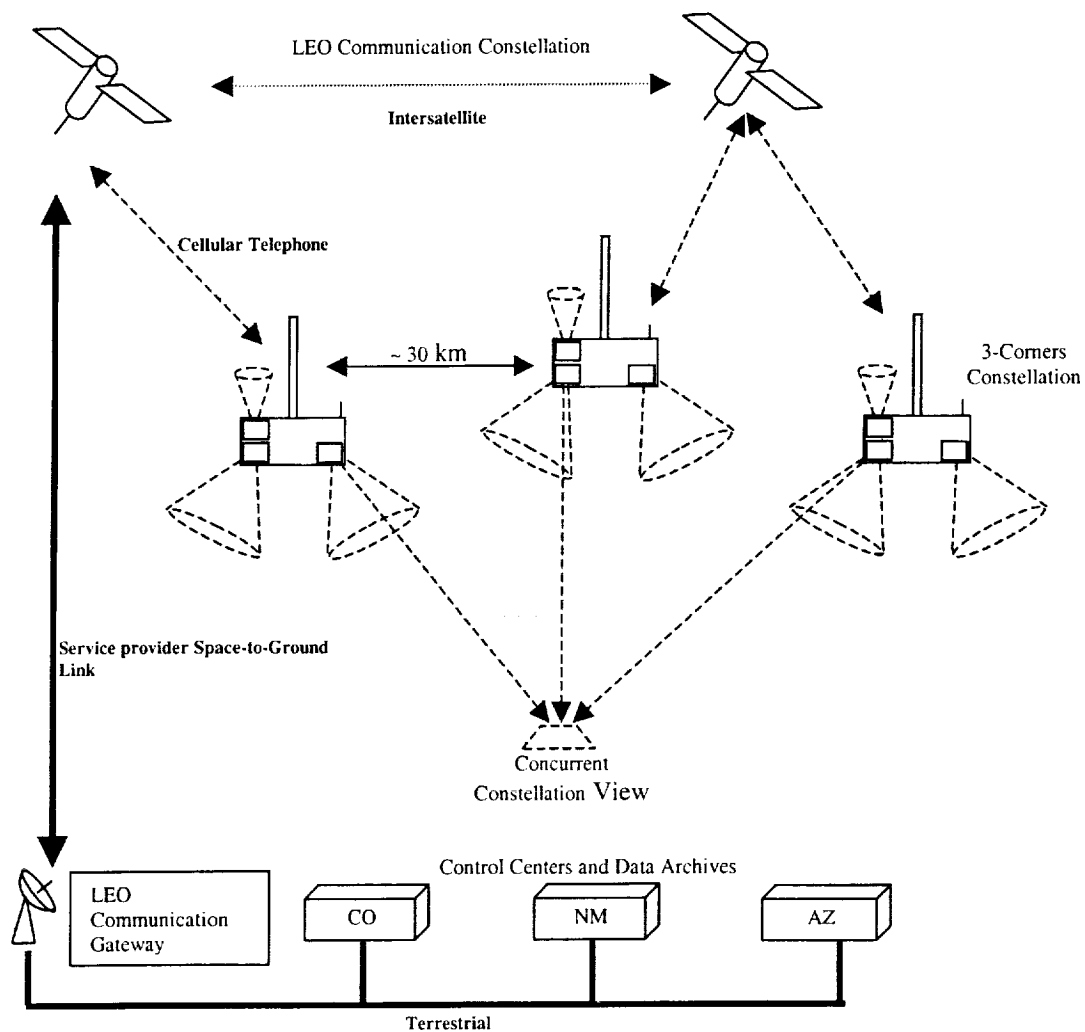 LEO Communication Constellation
Intersatellite
Cellular Telephone
~ 30 km
3-Corners
Constellation
Service provider Space-to-Ground
Link
Concurrent
Constellation View
Control Centers and Data Archives
LEO
Communication
Gateway
CO
NM
AZ
Terrestrial